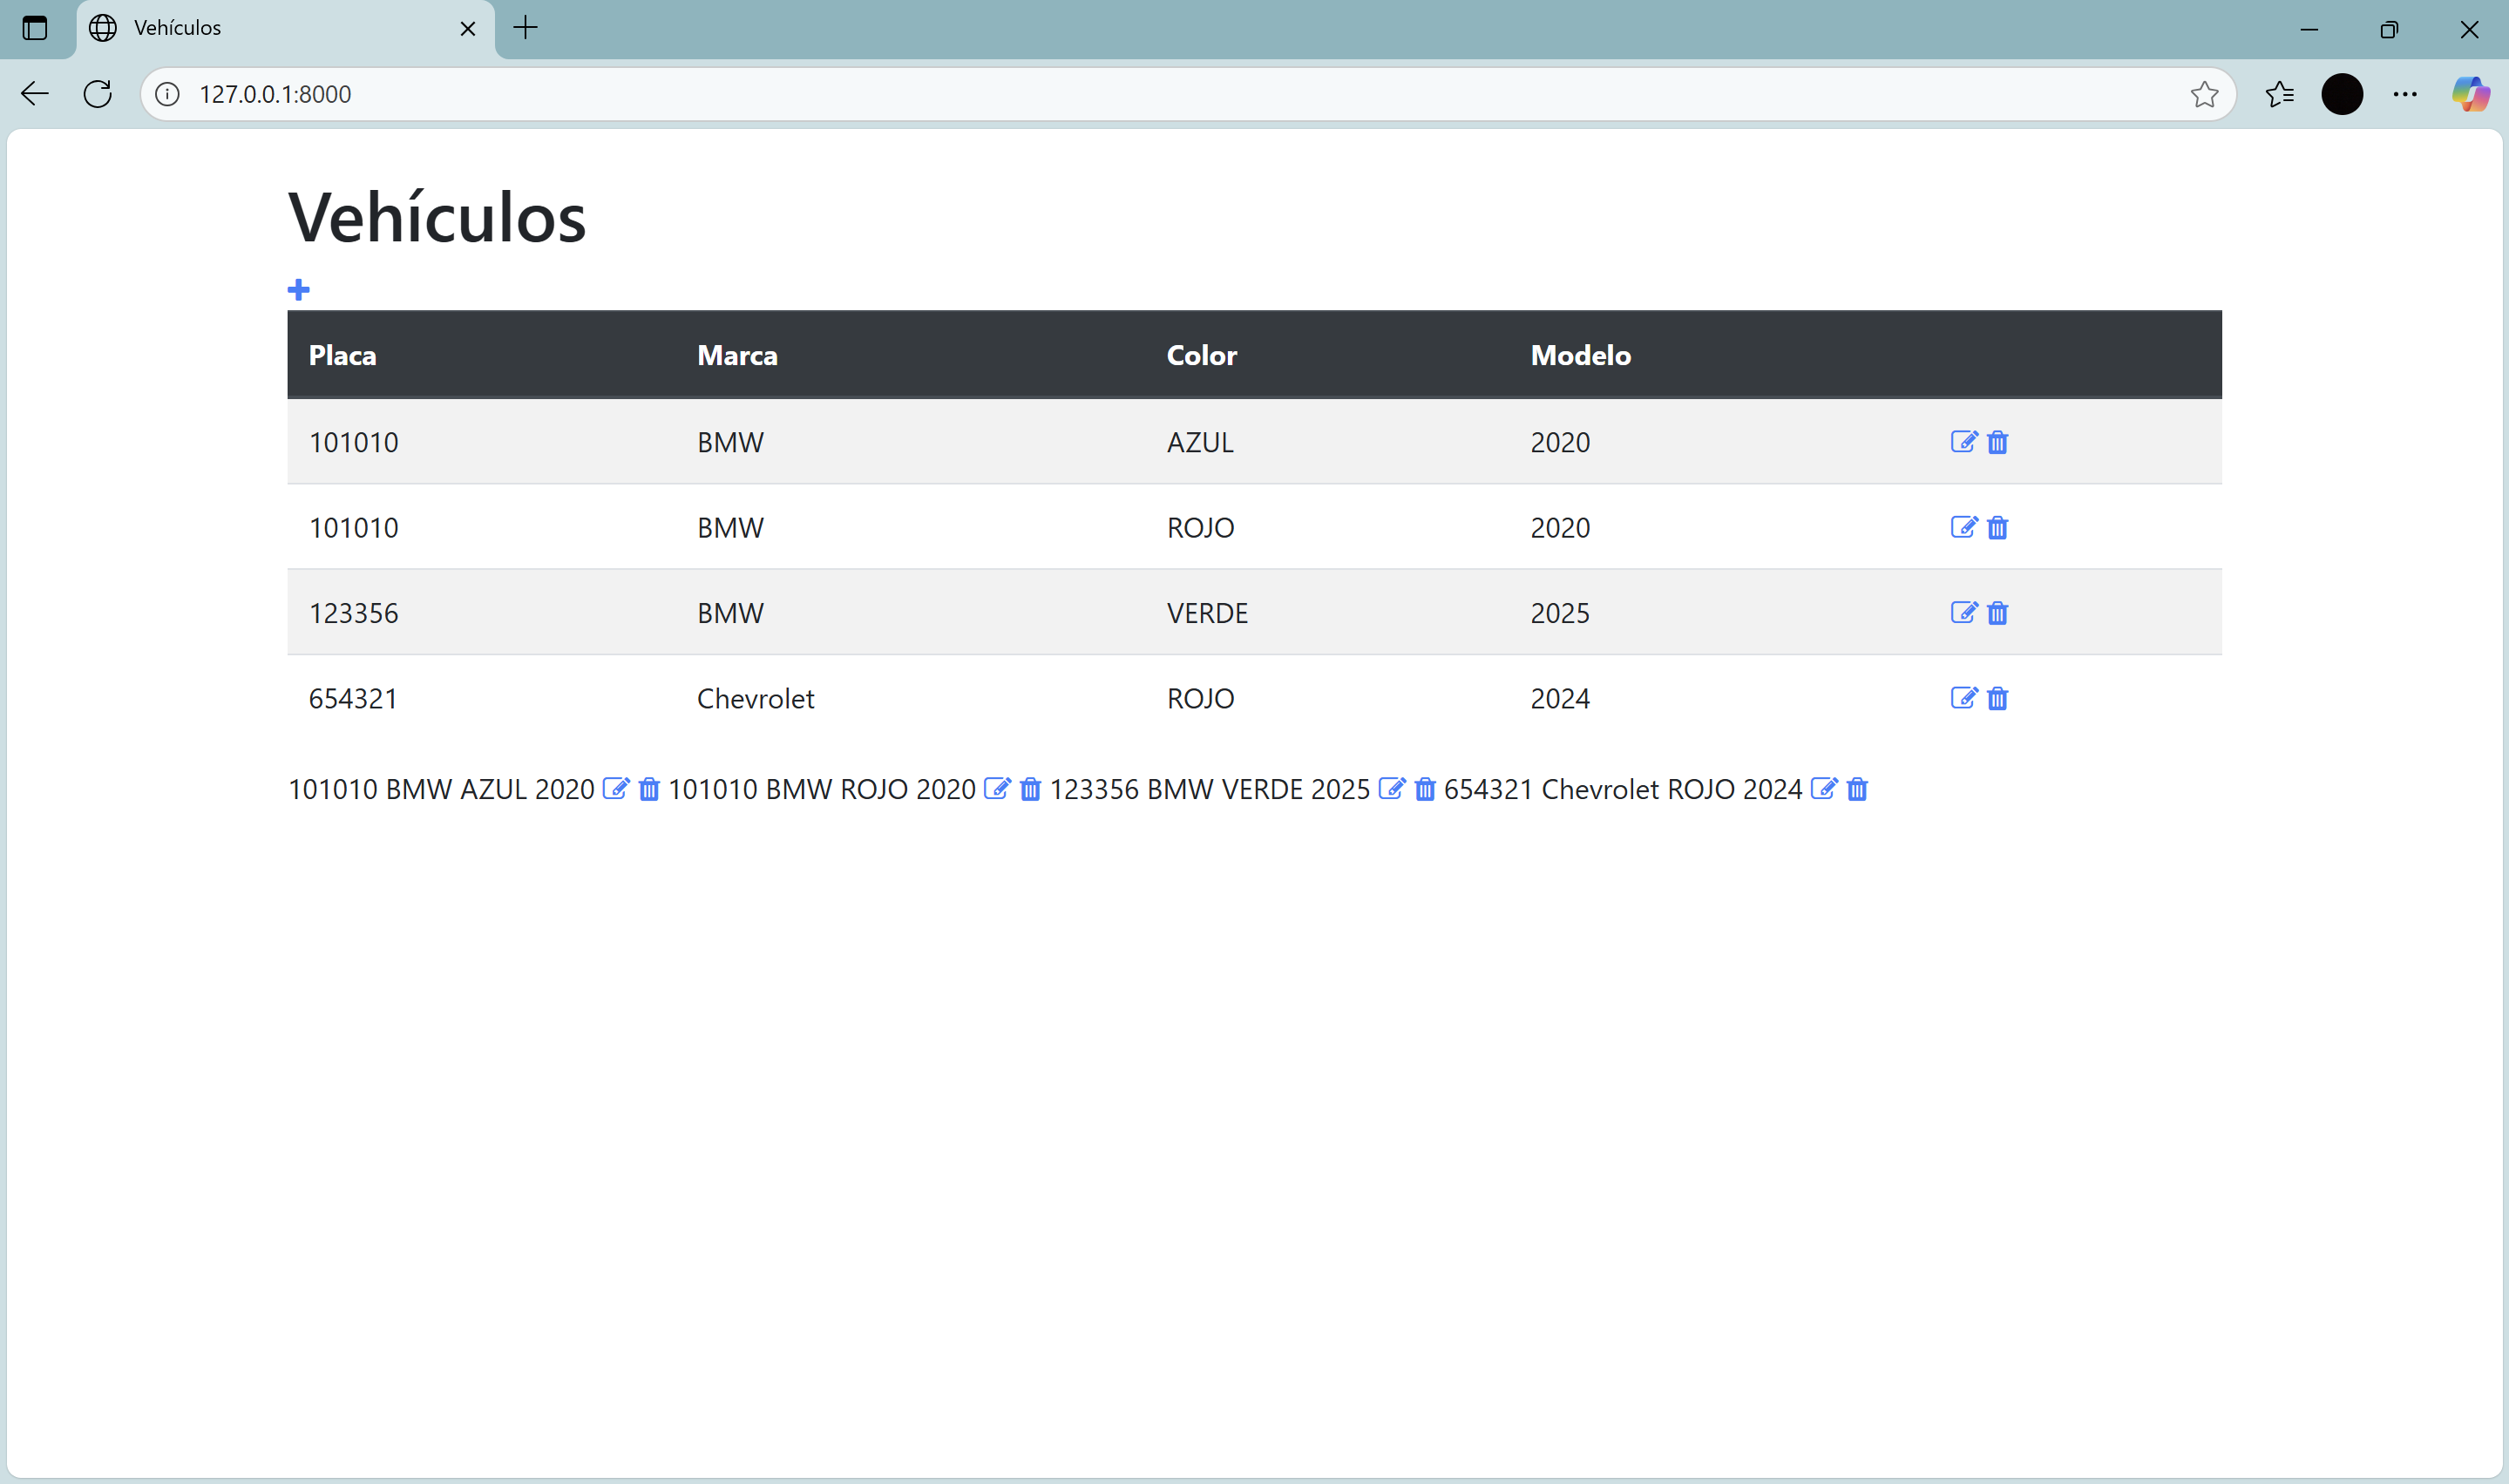 Vehículos
127.0.0.1:8000
Vehículos
Placa Marca Color Modelo
101010 BMW AZUL 2020
101010 BMW ROJO 2020
123356 BMW VERDE 2025
654321 Chevrolet ROJO 2024
101010 BMW AZUL 2020 101010 BMW ROJO 2020 123356 BMW VERDE 2025 654321 Chevrolet ROJO 2024